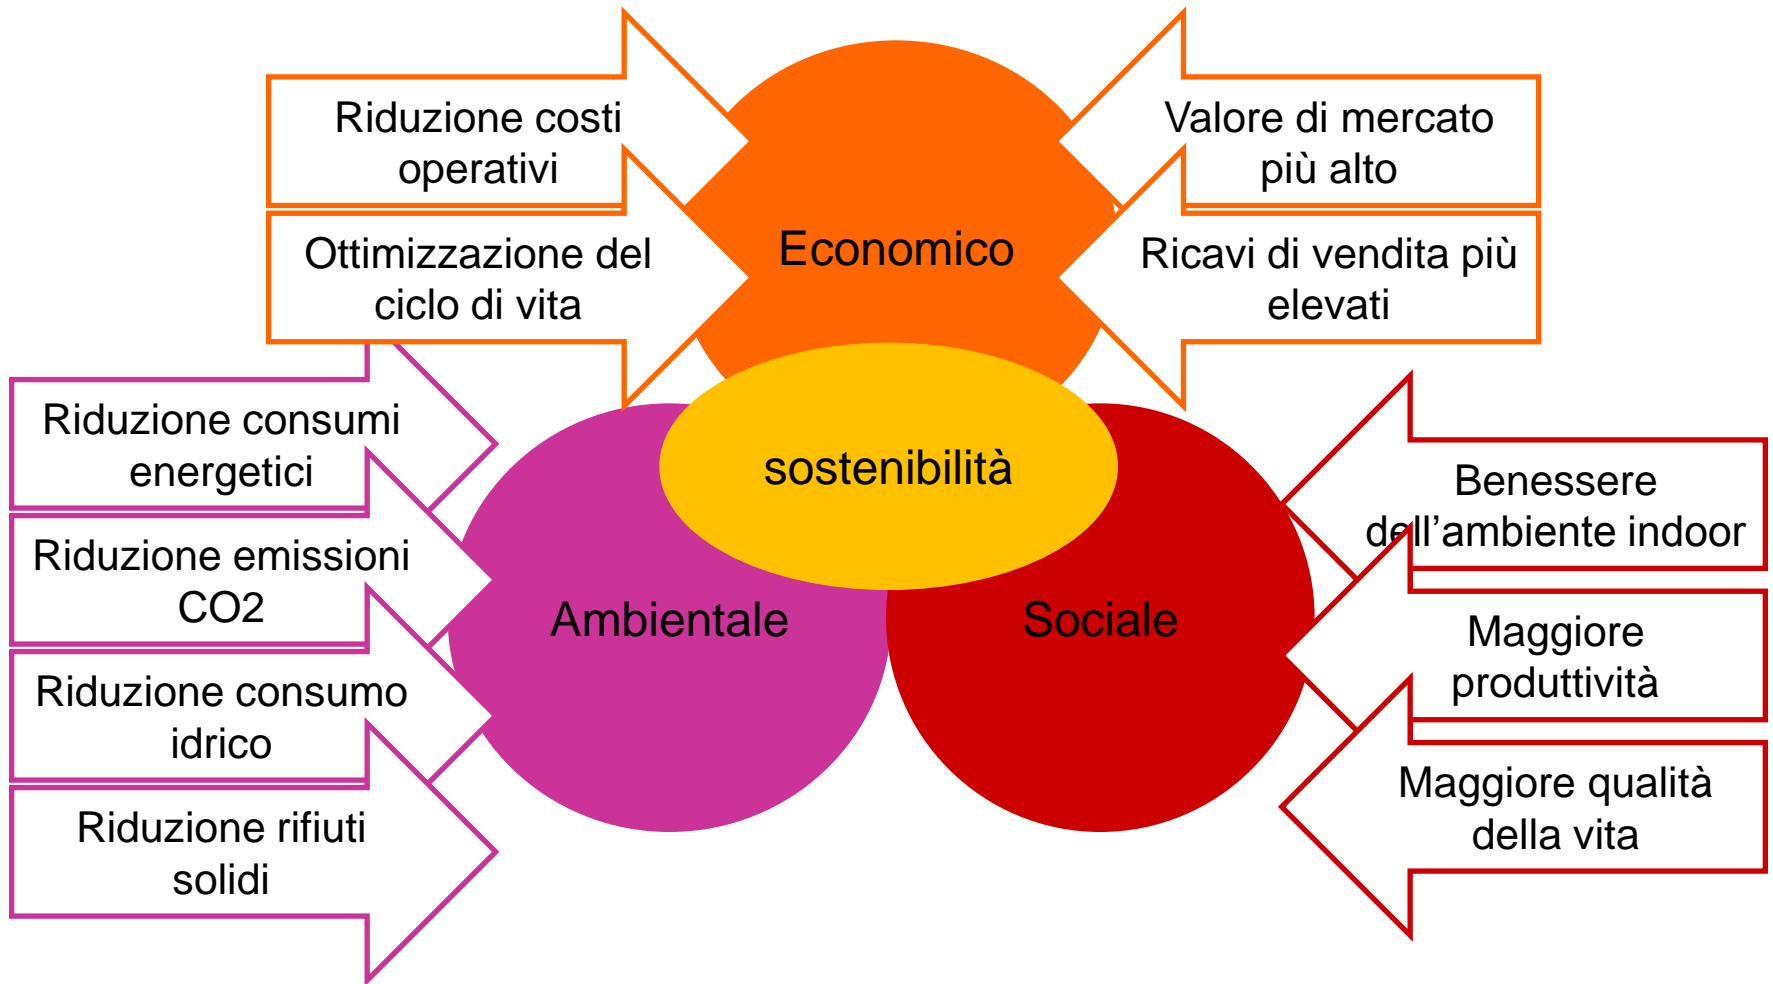 Riduzione costi
operativi
Valore di mercato
più alto
Ottimizzazione del
ciclo di vita
Economico
Ricavi di vendita più
elevati
Riduzione consumi
energetici
sostenibilità
Benessere
dell’ambiente indoor
Riduzione emissioni
CO2
Ambientale
Sociale
Maggiore
produttività
Riduzione consumo
idrico
Maggiore qualità
della vita
Riduzione rifiuti
solidi